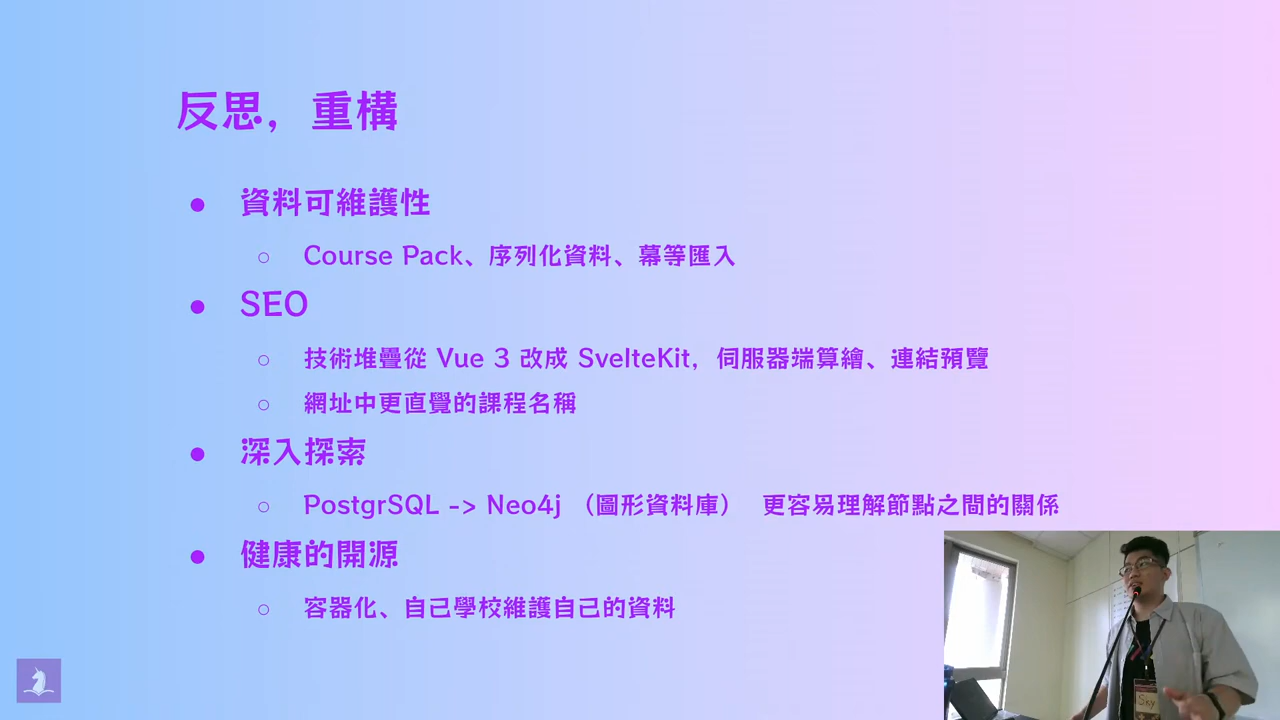 反思，重構
● 資料可維護性
○ Course Pack、序列化資料、幕等匯入
● SEO
○ 技術堆疊從 Vue 3 改成 SvelteKit，伺服器端算繪、連結預覽
○ 網址中更直覺的課程名稱
● 深入探索
○ PostgrSQL -> Neo4j （圖形資料庫） 更容易理解節點之間的關係
● 健康的開源
○ 容器化、自己學校維護自己的資料
Sky